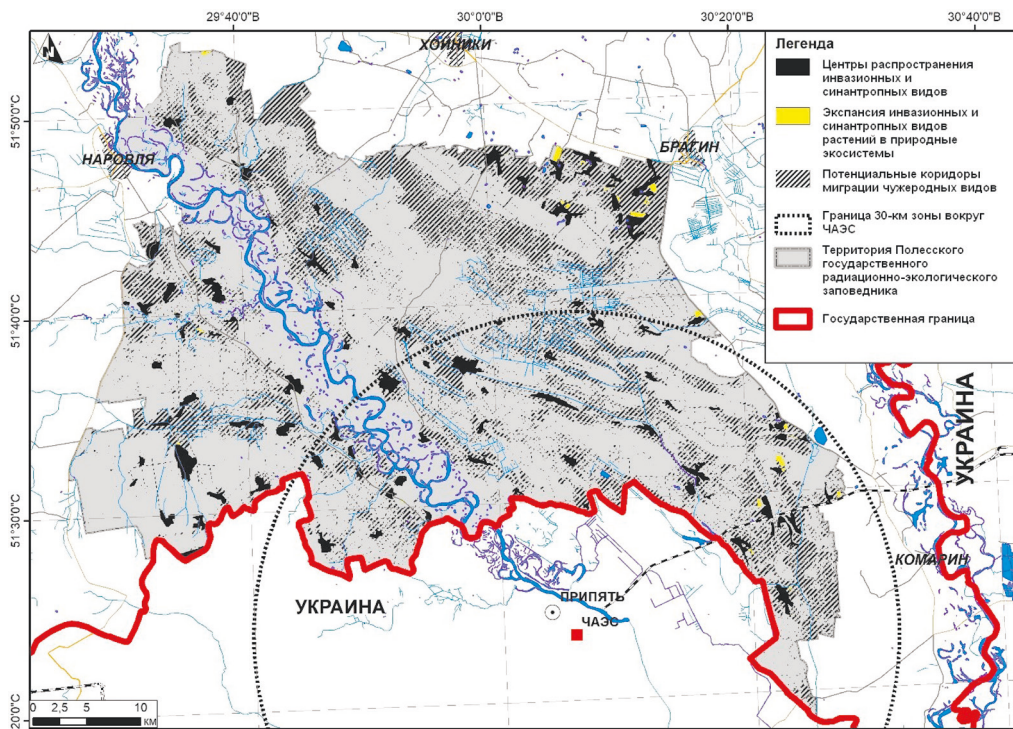 29°40'0"C
30°00'0"C
30°20'0"C
30°40'0"C
51°50'0"C
51°40'0"C
51°30'0"C
20'0"C
N
ХОЙНИКИ
НАРОВЛЯ
БРАГИН
Легенда
Центры распространения
инвазионных и
синантропных видов
Экспансия инвазионных и
синантропных видов
растений в природные
экосистемы
Потенциальные коридоры
миграции чужеродных видов
Граница 30-км зоны вокруг
ЧАЭС
Территория Полесского
государственного
радиационно-экологического
заповедника
Государственная граница
УКРАИНА
КОМАРИН
УКРАИНА
ПРИПЯТЬ
ЧАЭС
0 2,5 5 10
КМ